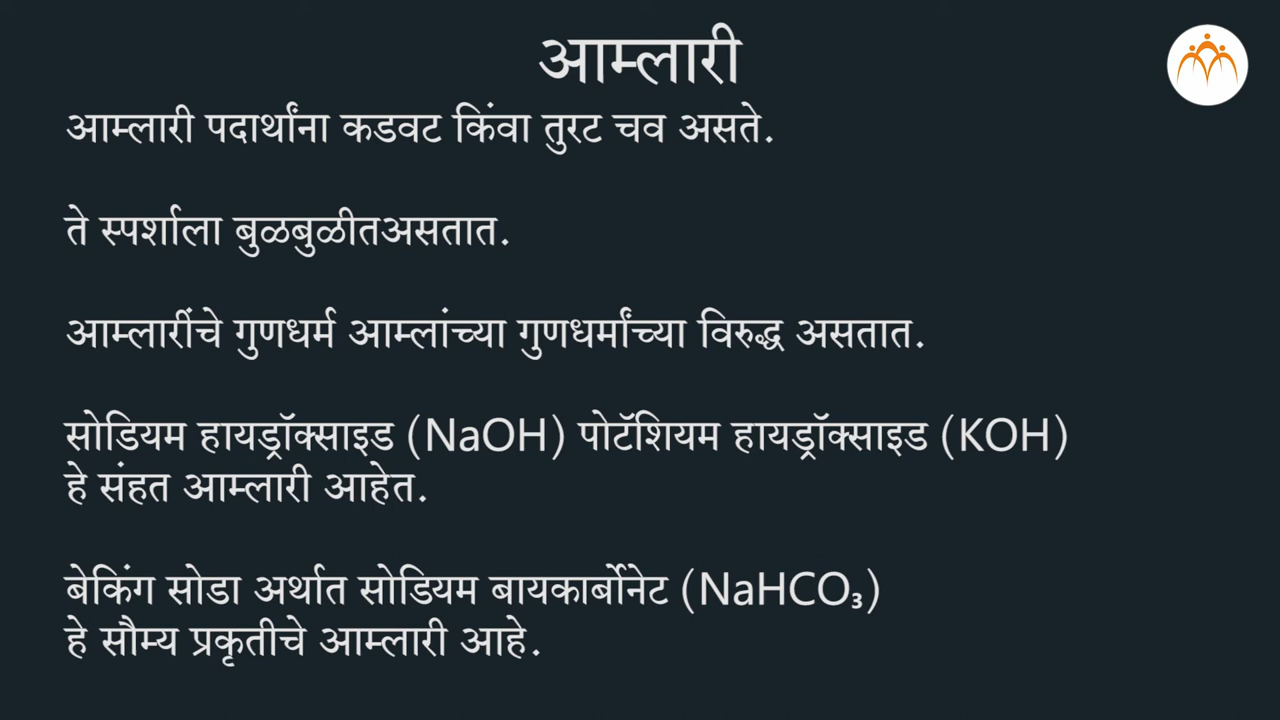 आम्लारी
आम्लारी पदार्थांना कडवट किंवा तुरट चव असते.
ते स्पर्शाला बुळबुळीतअसतात.
आम्लारींचे गुणधर्म आम्लांच्या गुणधर्मांच्या विरुद्ध असतात.
सोडियम हायड्रॉक्साइड (NaOH) पोटॅशियम हायड्रॉक्साइड (KOH)
हे संहत आम्लारी आहेत.
बेकिंग सोडा अर्थात सोडियम बायकार्बोनेट (NaHCO₃)
हे सौम्य प्रकृतीचे आम्लारी आहे.